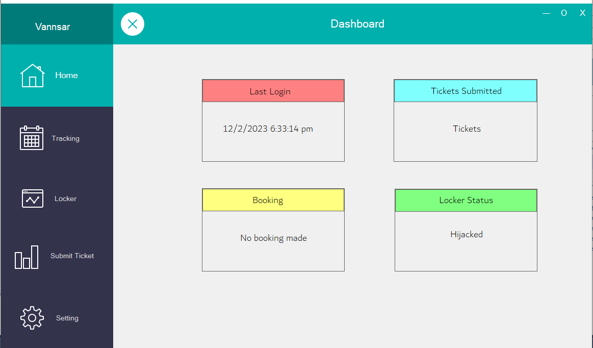 Vannsar
Dashboard
— O X
Home
Tracking
Locker
Submit Ticket
Setting
Last Login
12/2/2023 6:33:14 pm
Tickets Submitted
Tickets
Booking
No booking made
Locker Status
Hijacked